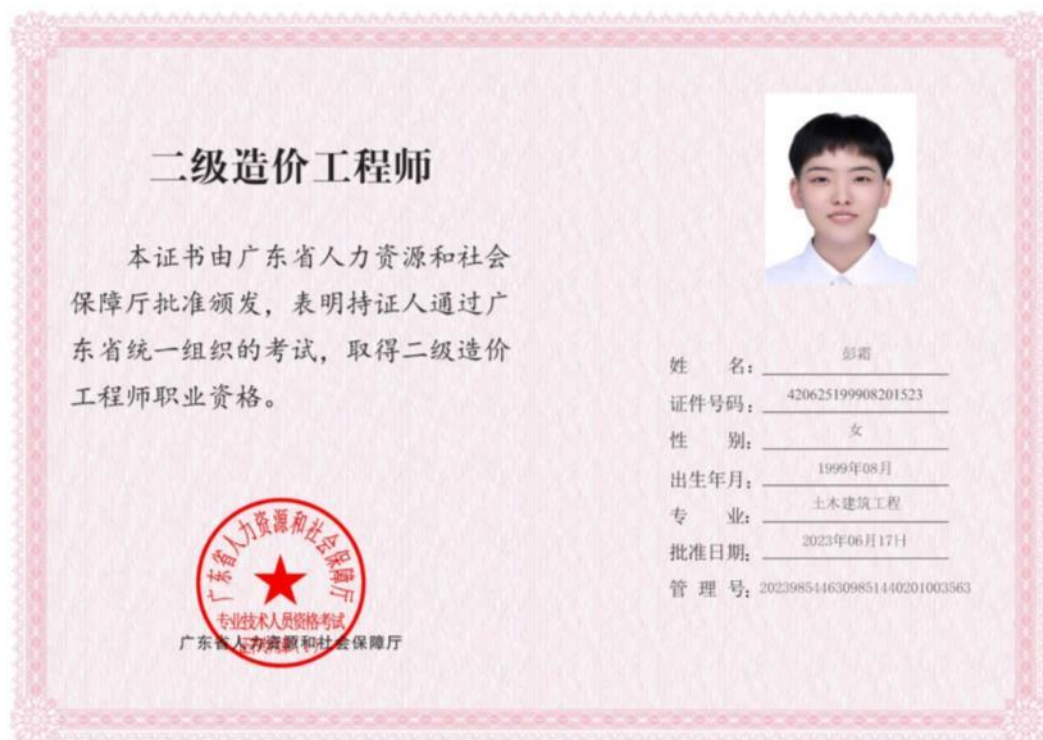 二级造价工程师
本证书由广东省人力资源和社会
保障厅批准颁发，表明持证人通过广
东省统一组织的考试，取得二级造价
工程师职业资格。
广东省人力资源和社会保障厅
专业技术人员资格考试
广东省人力资源和社会保障厅
姓 名：彭霜
证件号码：420625199908201523
性 别：女
出生年月：1999年08月
专 业：土木建筑工程
批准日期：2023年06月17日
管 理 号：20239854463098514402010035​63